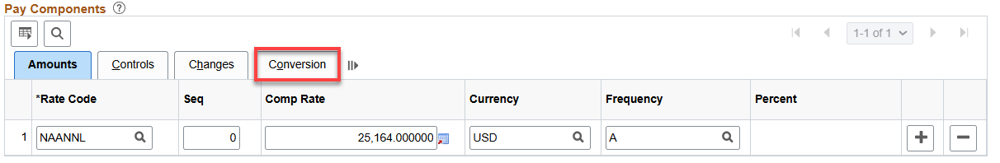 Pay Components ?
1-1 of 1
Amounts Controls Changes Conversion
*Rate Code Seq Comp Rate Currency Frequency Percent
1 NAANNL 0 25,164.000000 USD A